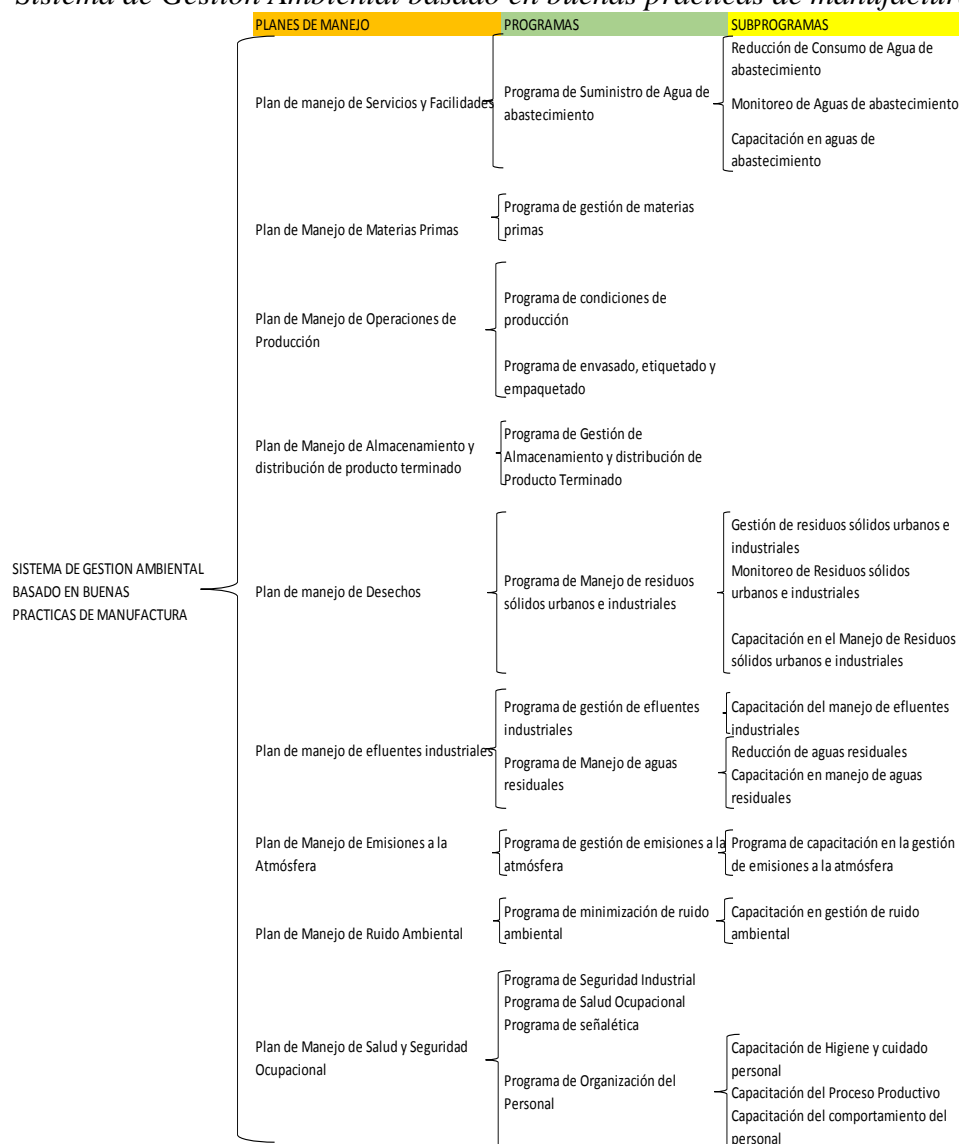 Sistema de Gestión Ambiental basado en buenas prácticas de manufactura
PLANES DE MANEJO
PROGRAMAS
SUBPROGRAMAS
SISTEMA DE GESTION AMBIENTAL
BASADO EN BUENAS
PRACTICAS DE MANUFACTURA
Plan de manejo de Servicios y Facilidades
Programa de Suministro de Agua de
abastecimiento
Reducción de Consumo de Agua de
abastecimiento
Monitoreo de Aguas de abastecimiento
Capacitación en aguas de
abastecimiento
Plan de Manejo de Materias Primas
Programa de gestión de materias
primas
Plan de Manejo de Operaciones de
Producción
Programa de condiciones de
producción
Programa de envasado, etiquetado y
empaquetado
Plan de Manejo de Almacenamiento y
distribución de producto terminado
Programa de Gestión de
Almacenamiento y distribución de
Producto Terminado
Plan de manejo de Desechos
Programa de Manejo de residuos
sólidos urbanos e industriales
Gestión de residuos sólidos urbanos e
industriales
Monitoreo de Residuos sólidos
urbanos e industriales
Capacitación en el Manejo de Residuos
sólidos urbanos e industriales
Plan de manejo de efluentes industriales
Programa de gestión de efluentes
industriales
Capacitación del manejo de efluentes
industriales
Programa de Manejo de aguas
residuales
Reducción de aguas residuales
Capacitación en manejo de aguas
residuales
Plan de Manejo de Emisiones a la
Atmósfera
Programa de gestión de emisiones a la
atmósfera
Programa de capacitación en la gestión
de emisiones a la atmósfera
Plan de Manejo de Ruido Ambiental
Programa de minimización de ruido
ambiental
Capacitación en gestión de ruido
ambiental
Plan de Manejo de Salud y Seguridad
Ocupacional
Programa de Seguridad Industrial
Programa de Salud Ocupacional
Programa de señalética
Programa de Organización del
Personal
Capacitación de Higiene y cuidado
personal
Capacitación del Proceso Productivo
Capacitación del comportamiento del
personal